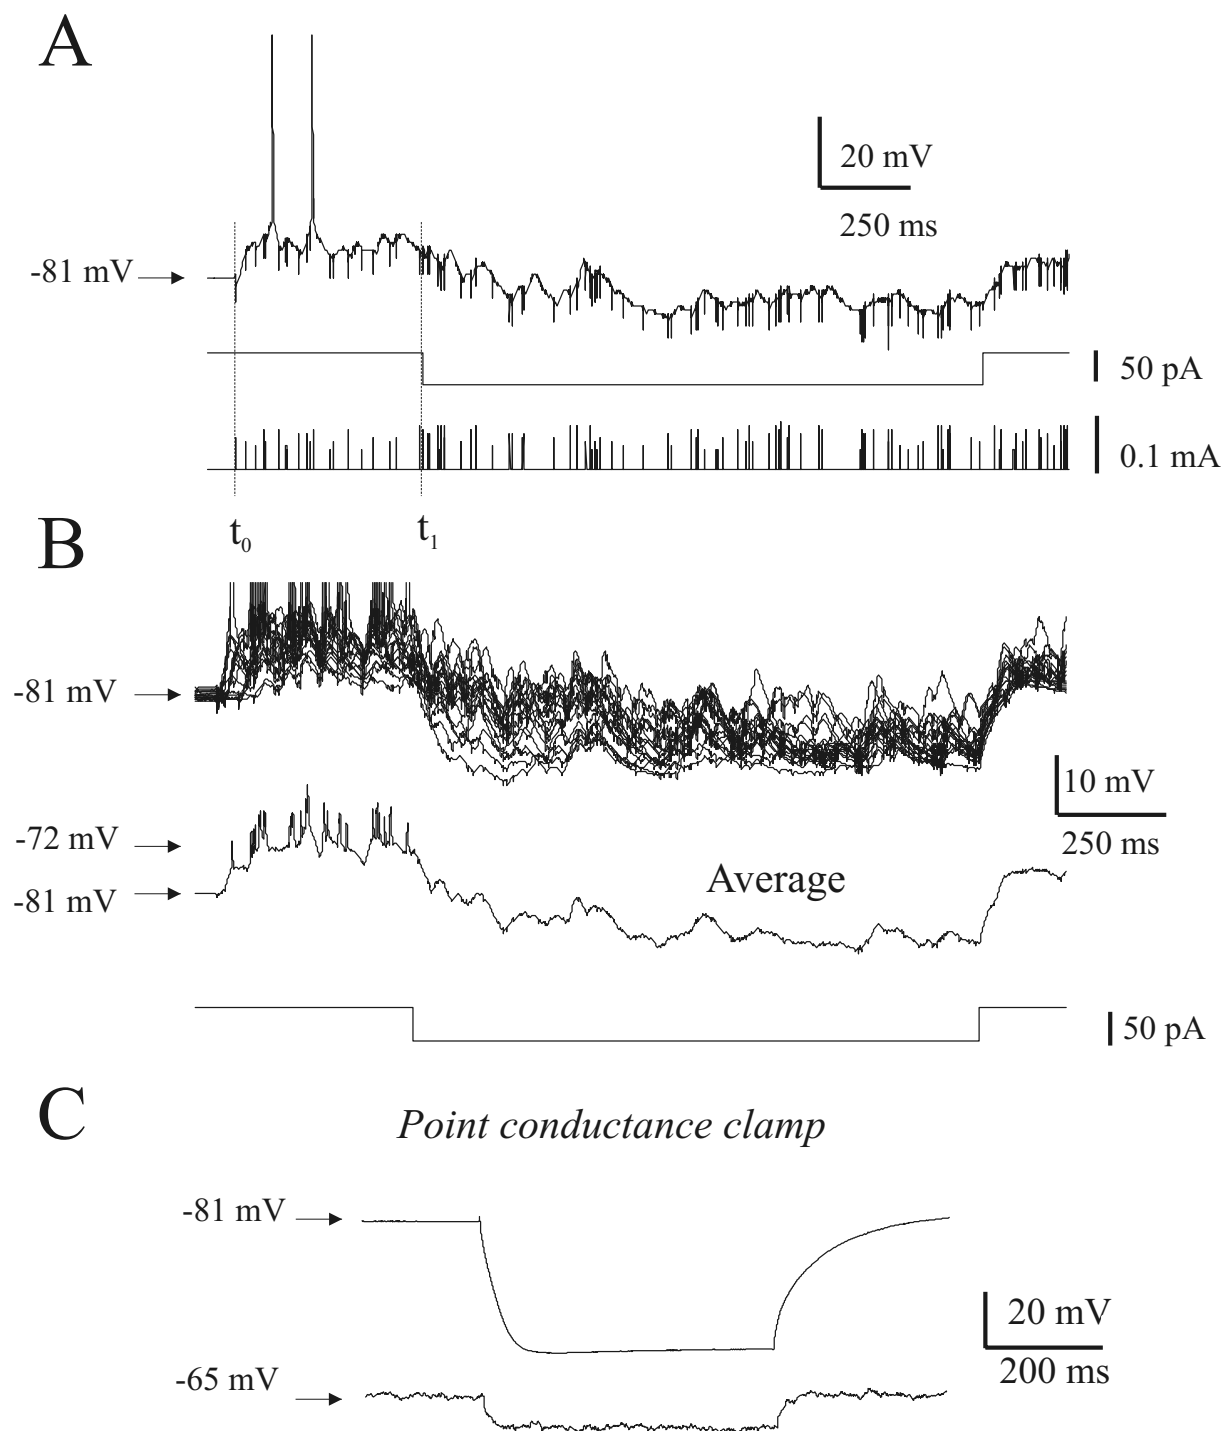 A
20 mV
250 ms
-81 mV
50 pA
0.1 mA
t0
t1
B
-81 mV
10 mV
250 ms
-72 mV
-81 mV
Average
50 pA
C
Point conductance clamp
-81 mV
20 mV
200 ms
-65 mV